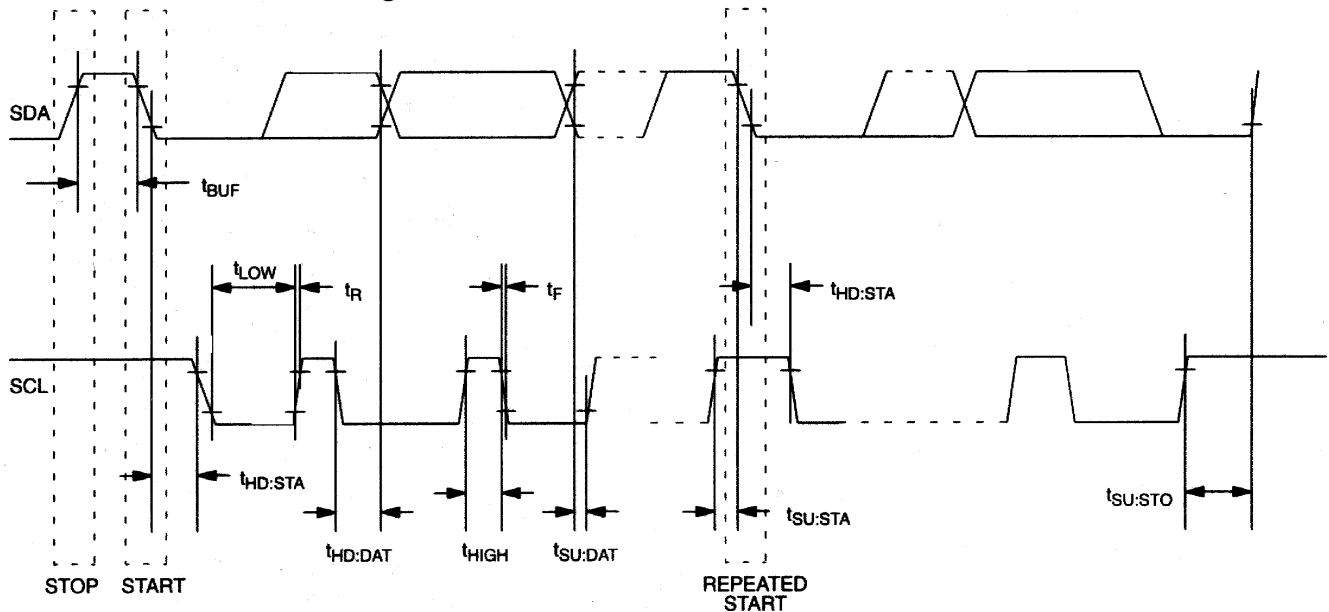 SDA
tBUF
tLOW
tR
tF
tHD:STA
SCL
tHD:STA
tHD:DAT
tHIGH
tSU:DAT
tSU:STA
tSU:STO
STOP
START
REPEATED
START